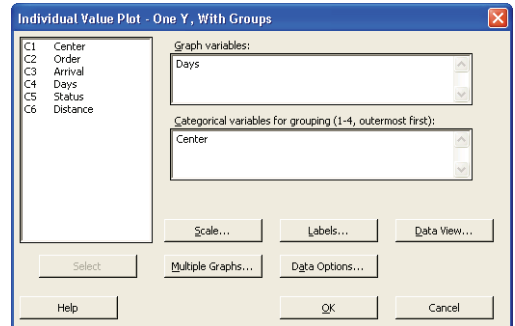 Individual Value Plot - One Y, With Groups
C1 Center
C2 Order
C3 Arrival
C4 Days
C5 Status
C6 Distance
Graph variables:
Days
Categorical variables for grouping (1-4, outermost first):
Center
Scale... Labels... Data View...
Select Multiple Graphs... Data Options...
Help OK Cancel